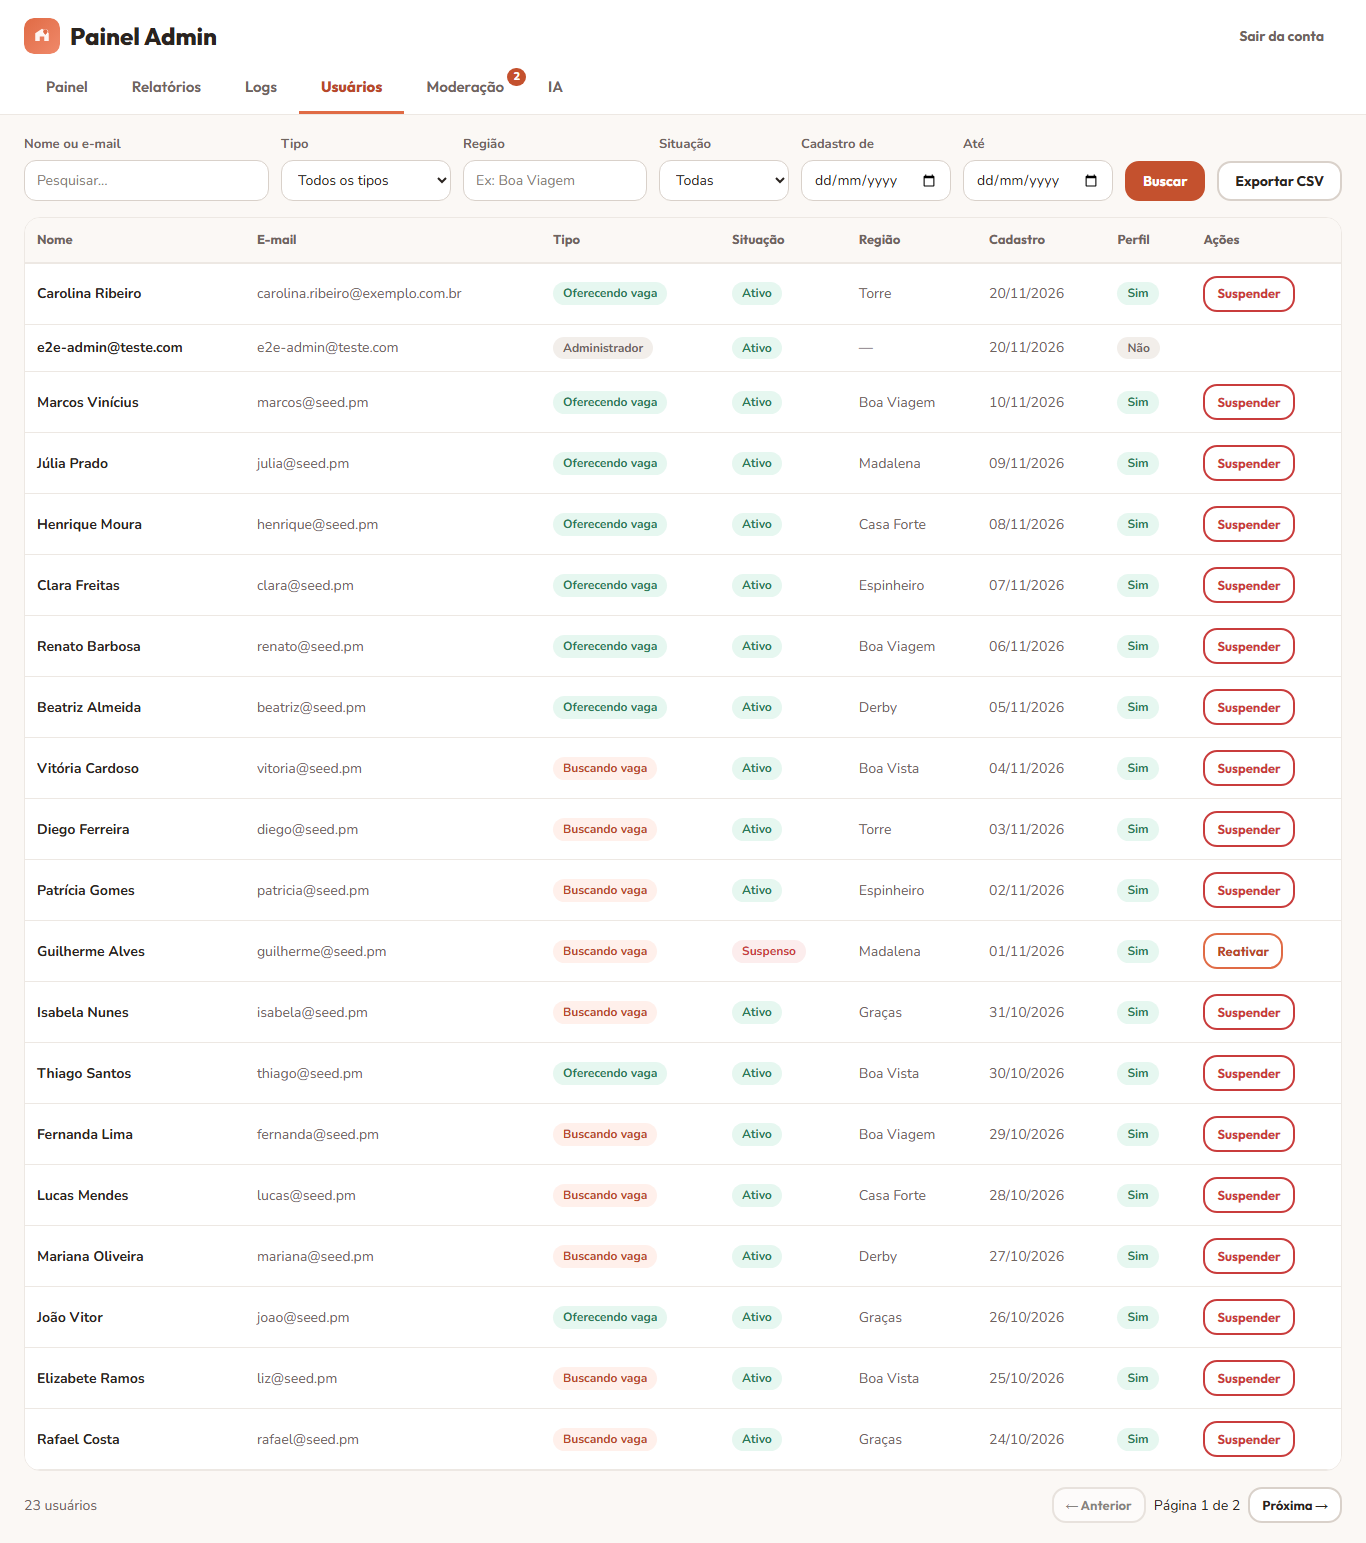 Painel Admin
Sair da conta
Painel Relatórios Logs Usuários Moderação 2 IA
Nome ou e-mail Tipo Região Situação Cadastro de Até
Pesquisar... Todos os tipos Ex: Boa Viagem Todas dd/mm/yyyy dd/mm/yyyy Buscar Exportar CSV
Nome E-mail Tipo Situação Região Cadastro Perfil Ações
Carolina Ribeiro carolina.ribeiro@exemplo.com.br Oferecendo vaga Ativo Torre 20/11/2026 Sim Suspender
e2e-admin@teste.com e2e-admin@teste.com Administrador Ativo — 20/11/2026 Não
Marcos Vinícius marcos@seed.pm Oferecendo vaga Ativo Boa Viagem 10/11/2026 Sim Suspender
Júlia Prado julia@seed.pm Oferecendo vaga Ativo Madalena 09/11/2026 Sim Suspender
Henrique Moura henrique@seed.pm Oferecendo vaga Ativo Casa Forte 08/11/2026 Sim Suspender
Clara Freitas clara@seed.pm Oferecendo vaga Ativo Espinheiro 07/11/2026 Sim Suspender
Renato Barbosa renato@seed.pm Oferecendo vaga Ativo Boa Viagem 06/11/2026 Sim Suspender
Beatriz Almeida beatriz@seed.pm Oferecendo vaga Ativo Derby 05/11/2026 Sim Suspender
Vitória Cardoso vitoria@seed.pm Buscando vaga Ativo Boa Vista 04/11/2026 Sim Suspender
Diego Ferreira diego@seed.pm Buscando vaga Ativo Torre 03/11/2026 Sim Suspender
Patrícia Gomes patricia@seed.pm Buscando vaga Ativo Espinheiro 02/11/2026 Sim Suspender
Guilherme Alves guilherme@seed.pm Buscando vaga Suspenso Madalena 01/11/2026 Sim Reativar
Isabela Nunes isabela@seed.pm Buscando vaga Ativo Graças 31/10/2026 Sim Suspender
Thiago Santos thiago@seed.pm Oferecendo vaga Ativo Boa Vista 30/10/2026 Sim Suspender
Fernanda Lima fernanda@seed.pm Buscando vaga Ativo Boa Viagem 29/10/2026 Sim Suspender
Lucas Mendes lucas@seed.pm Buscando vaga Ativo Casa Forte 28/10/2026 Sim Suspender
Mariana Oliveira mariana@seed.pm Buscando vaga Ativo Derby 27/10/2026 Sim Suspender
João Vitor joao@seed.pm Oferecendo vaga Ativo Graças 26/10/2026 Sim Suspender
Elizabete Ramos liz@seed.pm Buscando vaga Ativo Boa Vista 25/10/2026 Sim Suspender
Rafael Costa rafael@seed.pm Buscando vaga Ativo Graças 24/10/2026 Sim Suspender
23 usuários ← Anterior Página 1 de 2 Próxima →